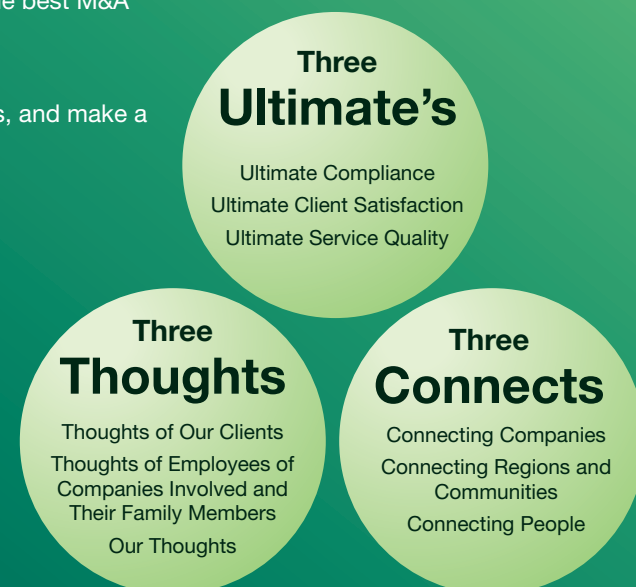 best M&A
s, and make a
Three
Ultimate's
Ultimate Compliance
Ultimate Client Satisfaction
Ultimate Service Quality
Three
Thoughts
Thoughts of Our Clients
Thoughts of Employees of
Companies Involved and
Their Family Members
Our Thoughts
Three
Connects
Connecting Companies
Connecting Regions and
Communities
Connecting People